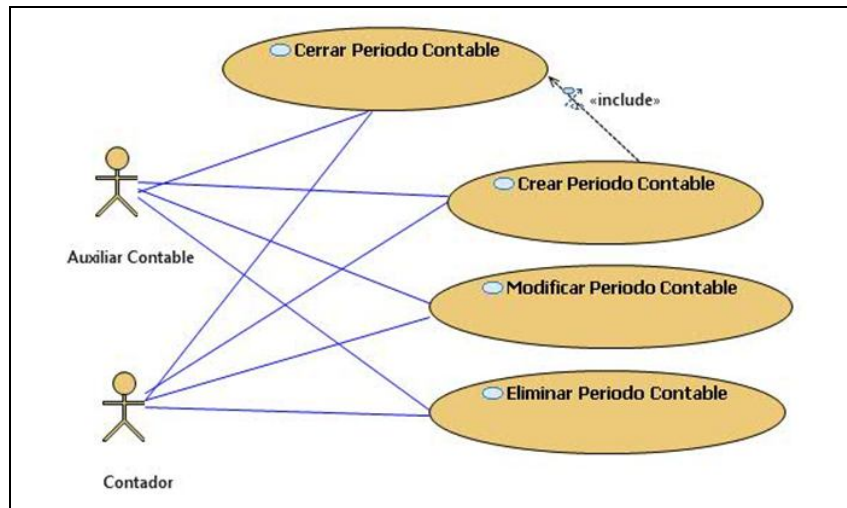 Cerrar Periodo Contable
«include»
Crear Periodo Contable
Auxiliar Contable
Modificar Periodo Contable
Eliminar Periodo Contable
Contador